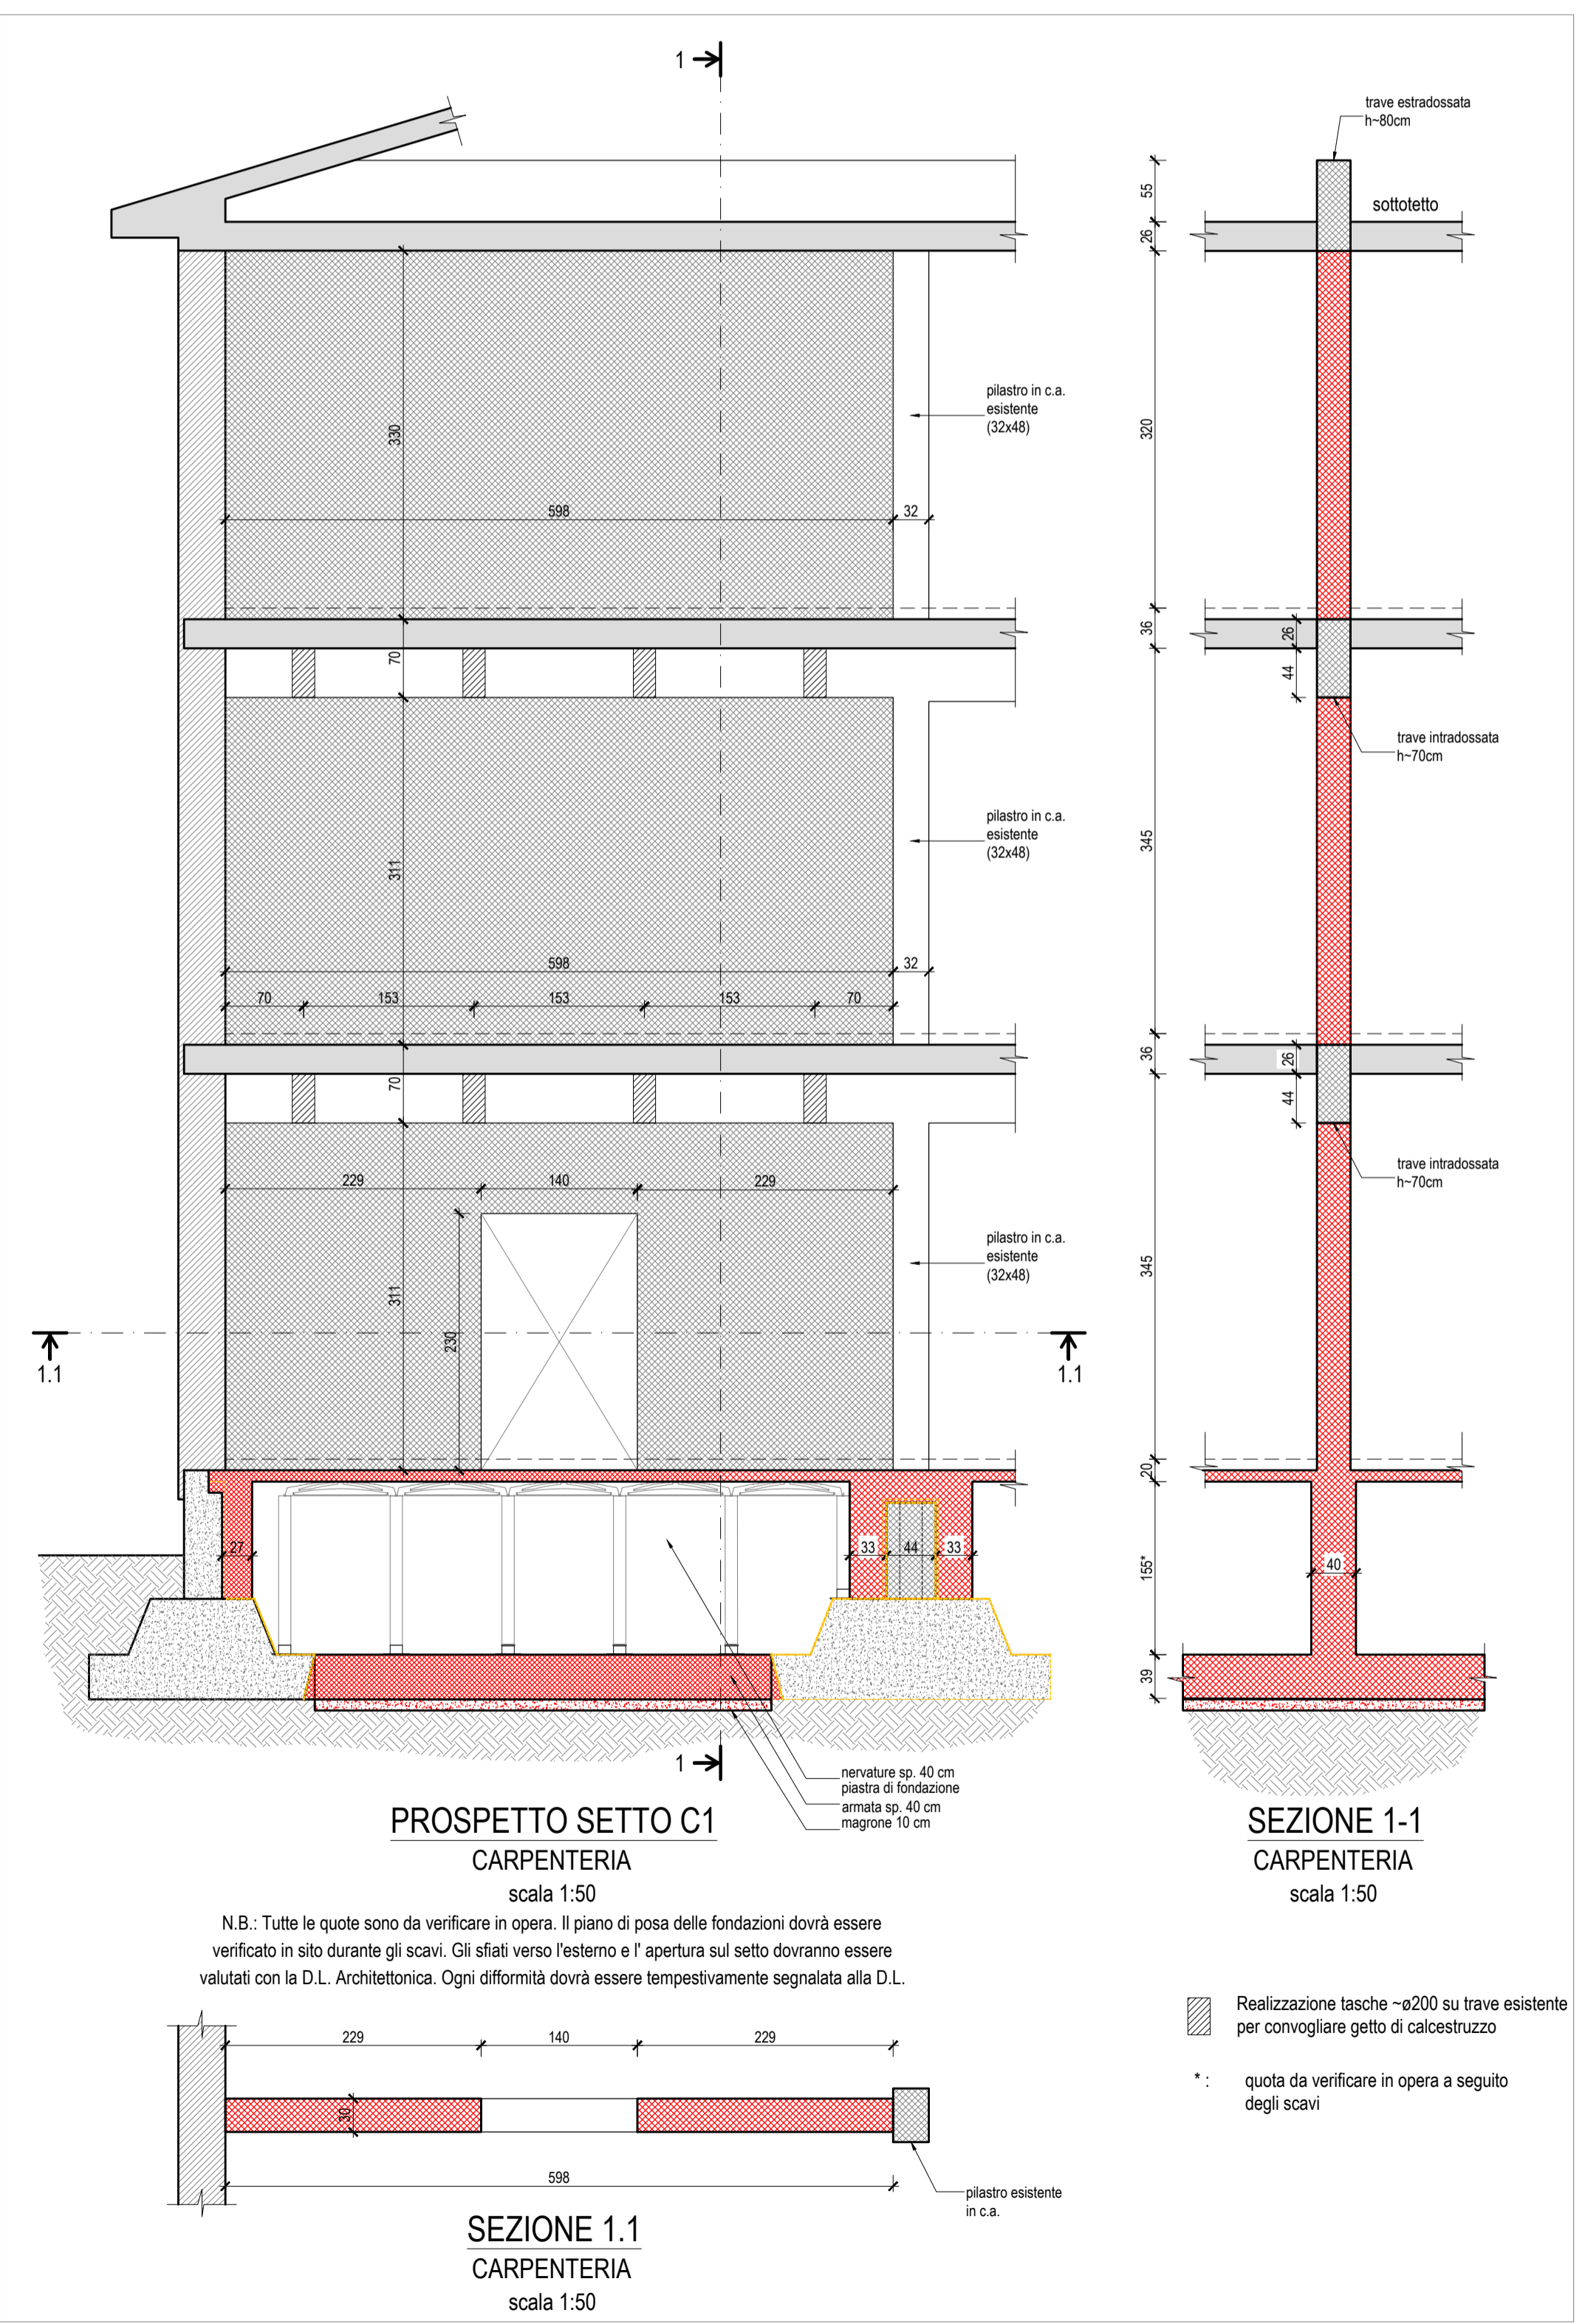 1
trave estradossata
h~80cm
55
sottotetto
26
pilastro in c.a.
esistente
(32x48)
330
320
598
32
36
26
70
44
trave intradossata
h~70cm
pilastro in c.a.
esistente
(32x48)
311
345
598
32
70
153
153
153
70
36
26
70
44
trave intradossata
h~70cm
229
140
229
pilastro in c.a.
esistente
(32x48)
311
345
230
1.1
1.1
20
27
33
44
33
155*
40
39
1
nervature sp. 40 cm
piastra di fondazione
armata sp. 40 cm
magrone 10 cm
PROSPETTO SETTO C1
CARPENTERIA
scala 1:50
SEZIONE 1-1
CARPENTERIA
scala 1:50
N.B.: Tutte le quote sono da verificare in opera. Il piano di posa delle fondazioni dovrà essere
verificato in sito durante gli scavi. Gli sfiati verso l'esterno e l' apertura sul setto dovranno essere
valutati con la D.L. Architettonica. Ogni difformità dovrà essere tempestivamente segnalata alla D.L.
Realizzazione tasche ~ø200 su trave esistente
per convogliare getto di calcestruzzo
* : quota da verificare in opera a seguito
degli scavi
229
140
229
30
598
pilastro esistente
in c.a.
SEZIONE 1.1
CARPENTERIA
scala 1:50